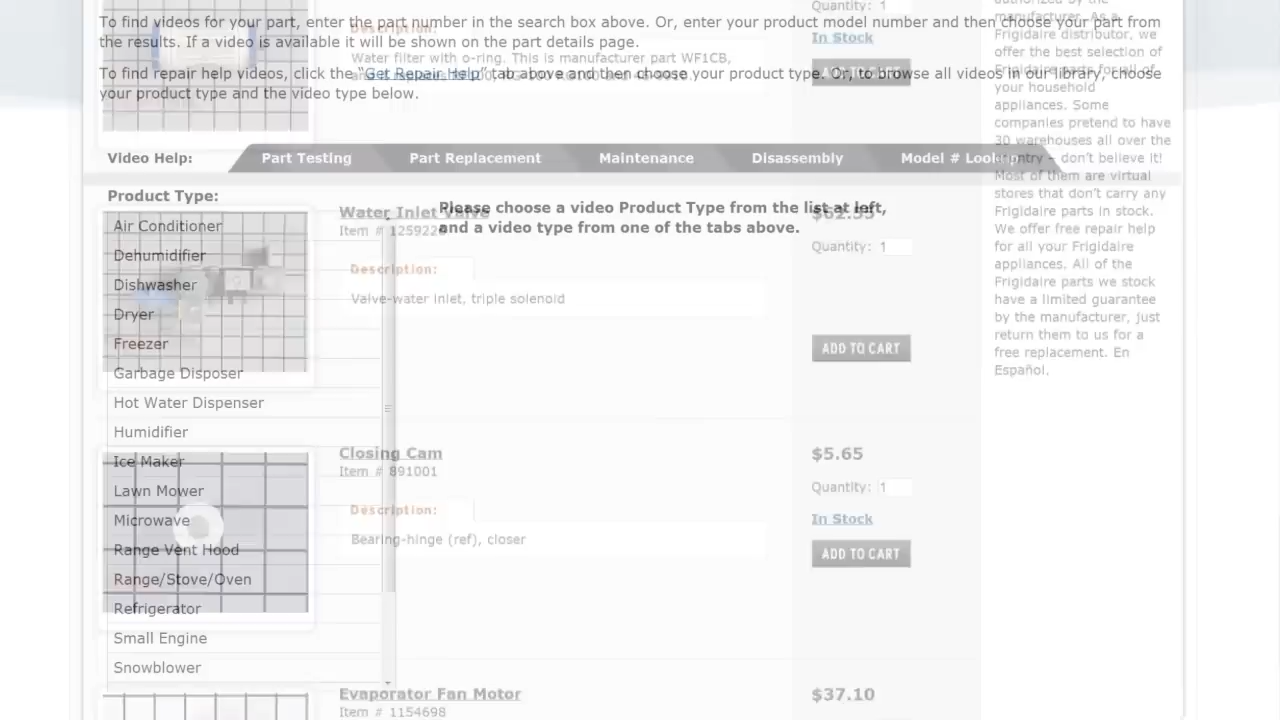 To find videos for your part, enter the part number in the search box above. Or, enter your product model number and then choose your part from
the results. If a video is available it will be shown on the part details page.
To find repair help videos, click the "Get Repair Help" tab above and then choose your product type. Or, to browse all videos in our library, choose
your product type and the video type below.
Description:
Water filter with o-ring. This is manufacturer part WF1CB,
Quantity: 1
In Stock
Video Help:
Part Testing
Part Replacement
Maintenance
Disassembly
Model # Lookup
Product Type:
Air Conditioner
Dehumidifier
Dishwasher
Dryer
Freezer
Garbage Disposer
Hot Water Dispenser
Humidifier
Ice Maker
Lawn Mower
Microwave
Range Vent Hood
Range/Stove/Oven
Refrigerator
Small Engine
Snowblower
Please choose a video Product Type from the list at left,
and a video type from one of the tabs above.
Water Inlet Valve
Item #
Description:
Valve-water inlet, triple solenoid
Quantity: 1
ADD TO CART
Closing Cam
Item # 891001
Description:
Bearing-hinge (ref), closer
$5.65
Quantity: 1
In Stock
ADD TO CART
Evaporator Fan Motor
Item # 1154698
$37.10
authorized by the
manufacturer. As a
Frigidaire distributor, we
offer the best selection of
Frigidaire parts for all of
your household
appliances. Some
companies pretend to have
30 warehouses all over the
country – don't believe it!
Most of them are virtual
stores that don't carry any
Frigidaire parts in stock.
We offer free repair help
for all your Frigidaire
appliances. All of the
Frigidaire parts we stock
have a limited guarantee
by the manufacturer, just
return them to us for a
free replacement. En
Español.